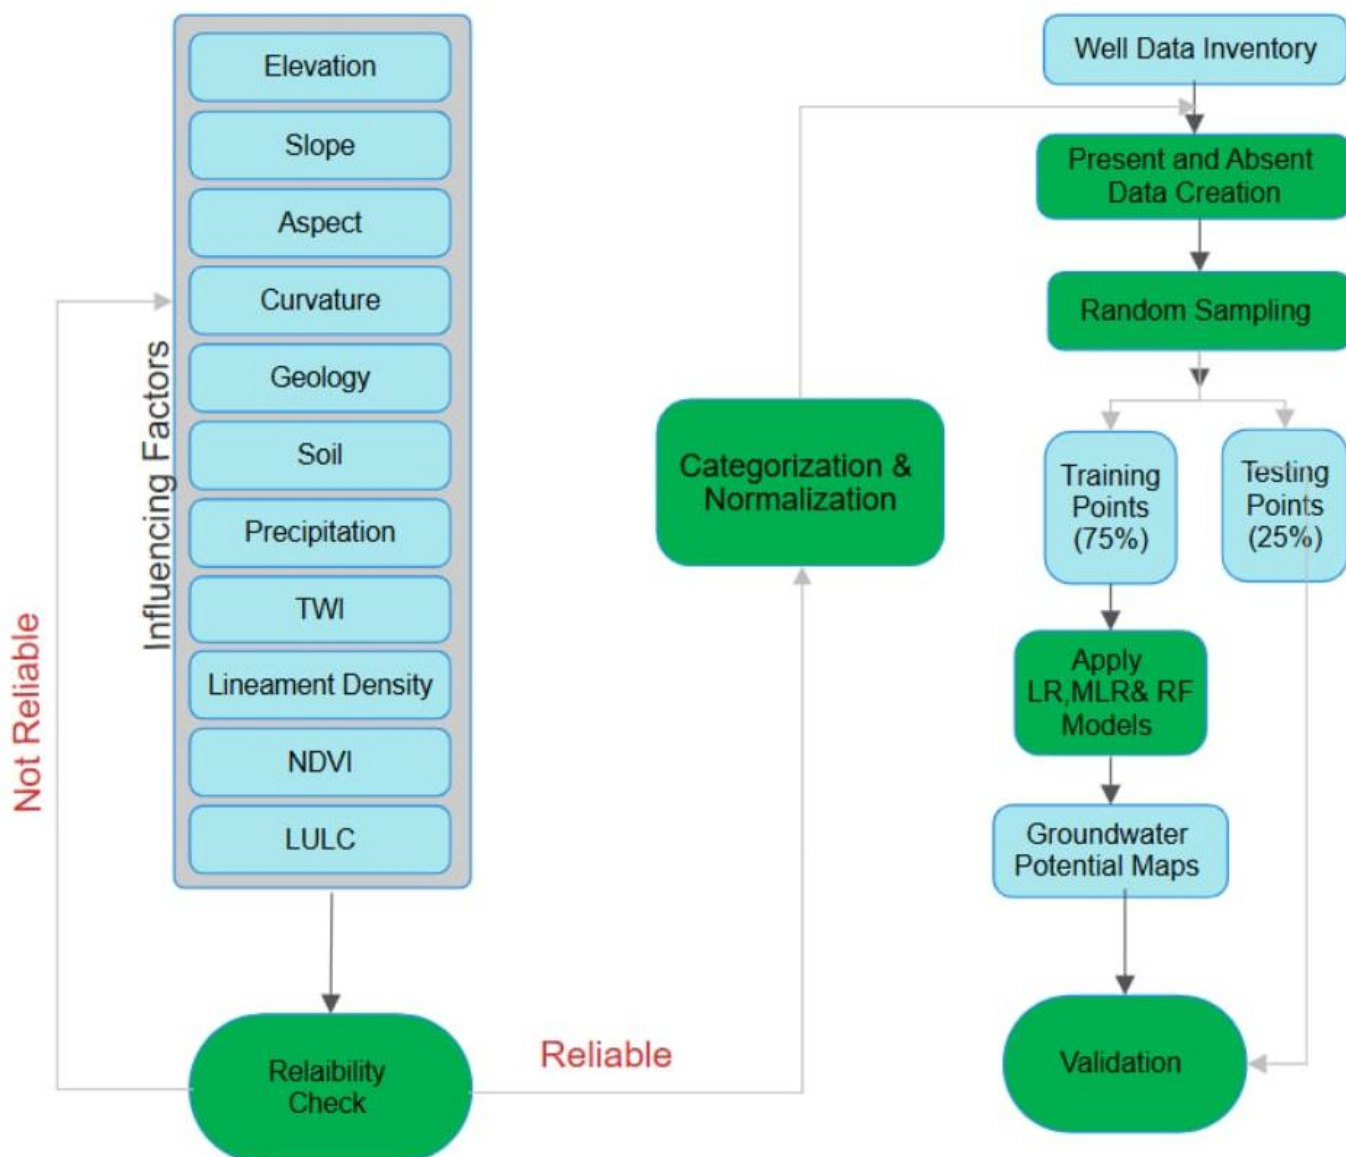 Influencing Factors
Elevation
Slope
Aspect
Curvature
Geology
Soil
Precipitation
TWI
Lineament Density
NDVI
LULC
Not Reliable
Relaibility
Check
Reliable
Categorization &
Normalization
Well Data Inventory
Present and Absent
Data Creation
Random Sampling
Training
Points
(75%)
Testing
Points
(25%)
Apply
LR,MLR& RF
Models
Groundwater
Potential Maps
Validation